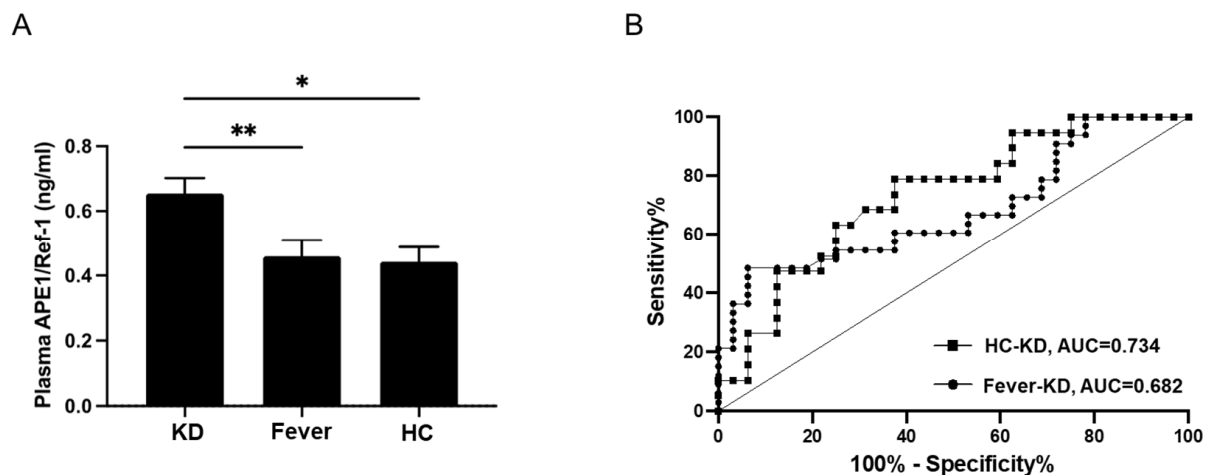 A
B
*
**
Plasma APE1/Ref-1 (ng/ml)
0.8
0.6
0.4
0.2
0.0
KD Fever HC
Sensitivity%
100
80
60
40
20
0
HC-KD, AUC=0.734
Fever-KD, AUC=0.682
0 20 40 60 80 100
100% - Specificity%